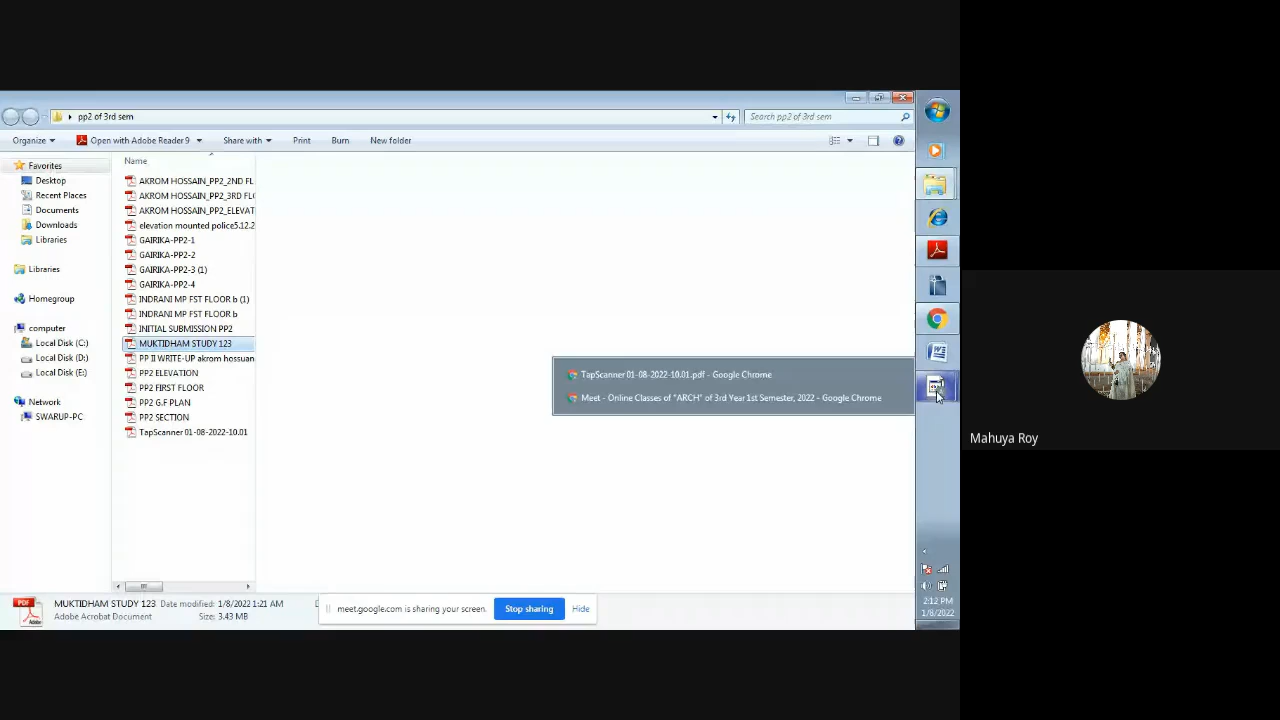 pp2 of 3rd sem
Search pp2 of 3rd sem
Organize
Open with Adobe Reader 9
Share with
Print
Burn
New folder
Favorites
Desktop
Recent Places
Documents
Downloads
Libraries
Libraries
Homegroup
computer
Local Disk (C:)
Local Disk (D:)
Local Disk (E:)
Network
SWARUP-PC
Name
AKROM HOSSAIN_PP2_2ND FL
AKROM HOSSAIN_PP2_3RD FLO
AKROM HOSSAIN_PP2_ELEVAT
elevation mounted police5.12.2
GAIRIKA-PP2-1
GAIRIKA-PP2-2
GAIRIKA-PP2-3 (1)
GAIRIKA-PP2-4
INDRANI MP FST FLOOR b (1)
INDRANI MP FST FLOOR b
INITIAL SUBMISSION PP2
MUKTIDHAM STUDY 123
PP II WRITE-UP akrom hossuan
PP2 ELEVATION
PP2 FIRST FLOOR
PP2 G.F PLAN
PP2 SECTION
TapScanner 01-08-2022-10.01
TapScanner 01-08-2022-10.01.pdf - Google Chrome
Meet - Online Classes of "ARCH" of 3rd Year 1st Semester, 2022 - Google Chrome
Mahuya Roy
PDF
Adobe
MUKTIDHAM STUDY 123 Date modified: 1/8/2022 1:21 AM
Adobe Acrobat Document Size: 3.43 MB
meet.google.com is sharing your screen.
Stop sharing
Hide
2:12 PM
1/8/2022